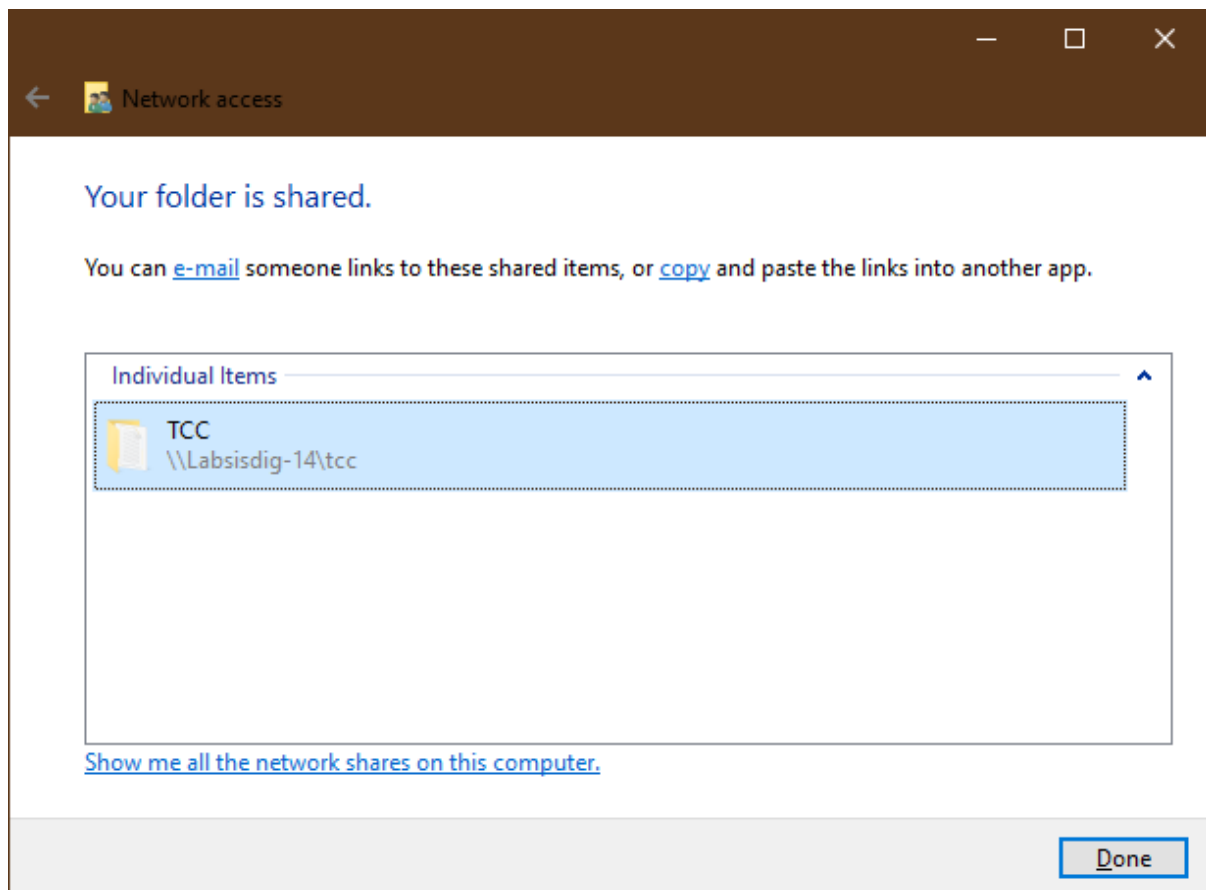 Network access
Your folder is shared.
You can e-mail someone links to these shared items, or copy and paste the links into another app.
Individual Items
TCC
\\Labsisdig-14\tcc
Show me all the network shares on this computer.
Done